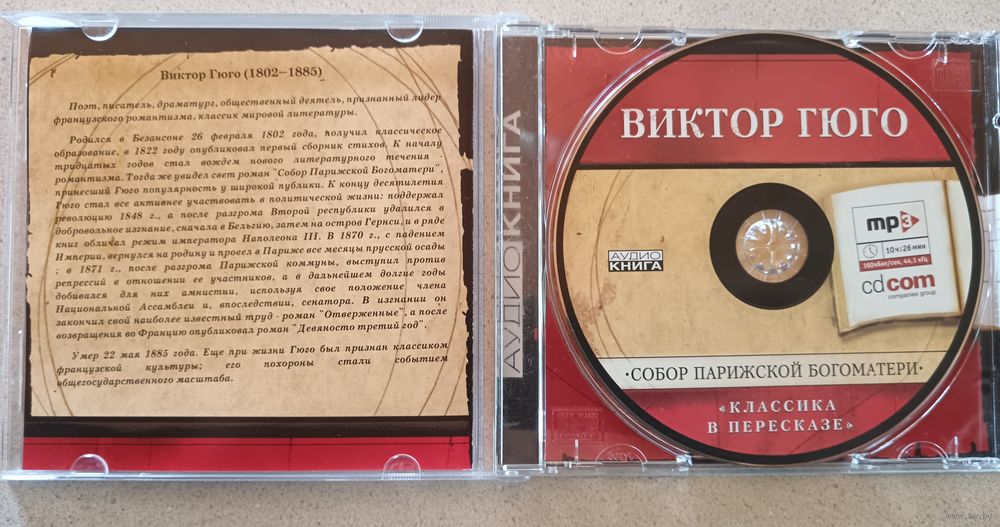 Виктор Гюго (1802–1885)
Поэт, писатель, драматург, общественный деятель, признанный лидер
французского романтизма, классик мировой литературы.
Родился в Безансоне 26 февраля 1802 года, получил классическое
образование, в 1822 году опубликовал первый сборник стихов. К началу
тридцатых годов стал вождем нового литературного течения -
романтизма. Тогда же увидел свет роман "Собор Парижской Богоматери",
принесший Гюго популярность у широкой публики. К концу десятилетия
Гюго стал все активнее участвовать в политической жизни: поддержал
революцию 1848 г., а после разгрома Второй республики удалился в
добровольное изгнание, сначала в Бельгию, затем на остров Гернси, и в ряде
книг обличал режим императора Наполеона III. В 1870 г., с падением
Империи, вернулся на родину и провел в Париже все месяцы прусской осады
; в 1871 г., после разгрома Парижской коммуны, выступил против
репрессий в отношении ее участников, а в дальнейшем долгие годы
добивался для них амнистии, используя свое положение члена
Национальной Ассамблеи и, впоследствии, сенатора. В изгнании он
закончил свой наиболее известный труд - роман "Отверженные", а после
возвращения во Францию опубликовал роман "Девяносто третий год".
Умер 22 мая 1885 года. Еще при жизни Гюго был признан классиком
французской культуры; его похороны стали событием
общегосударственного масштаба.
АУДИОКНИГА
ВИКТОР ГЮГО
АУДИО
КНИГА
mp3
10ч:26 мин
160кБит/сек, 44,1 кГц
cdcom
companies group
·СОБОР ПАРИЖСКОЙ БОГОМАТЕРИ·
«КЛАССИКА
В ПЕРЕСКАЗЕ»
www.ay.by